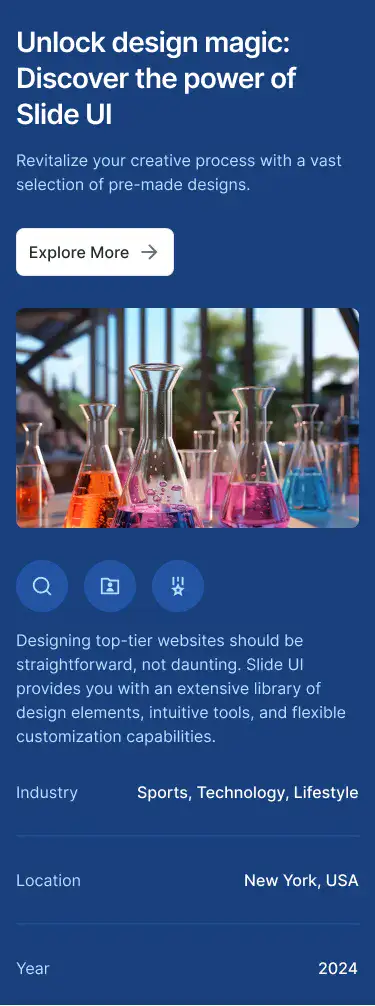 Unlock design magic:
Discover the power of
Slide UI
Revitalize your creative process with a vast
selection of pre-made designs.
Explore More
Designing top-tier websites should be
straightforward, not daunting. Slide UI
provides you with an extensive library of
design elements, intuitive tools, and flexible
customization capabilities.
Industry Sports, Technology, Lifestyle
Location New York, USA
Year 2024